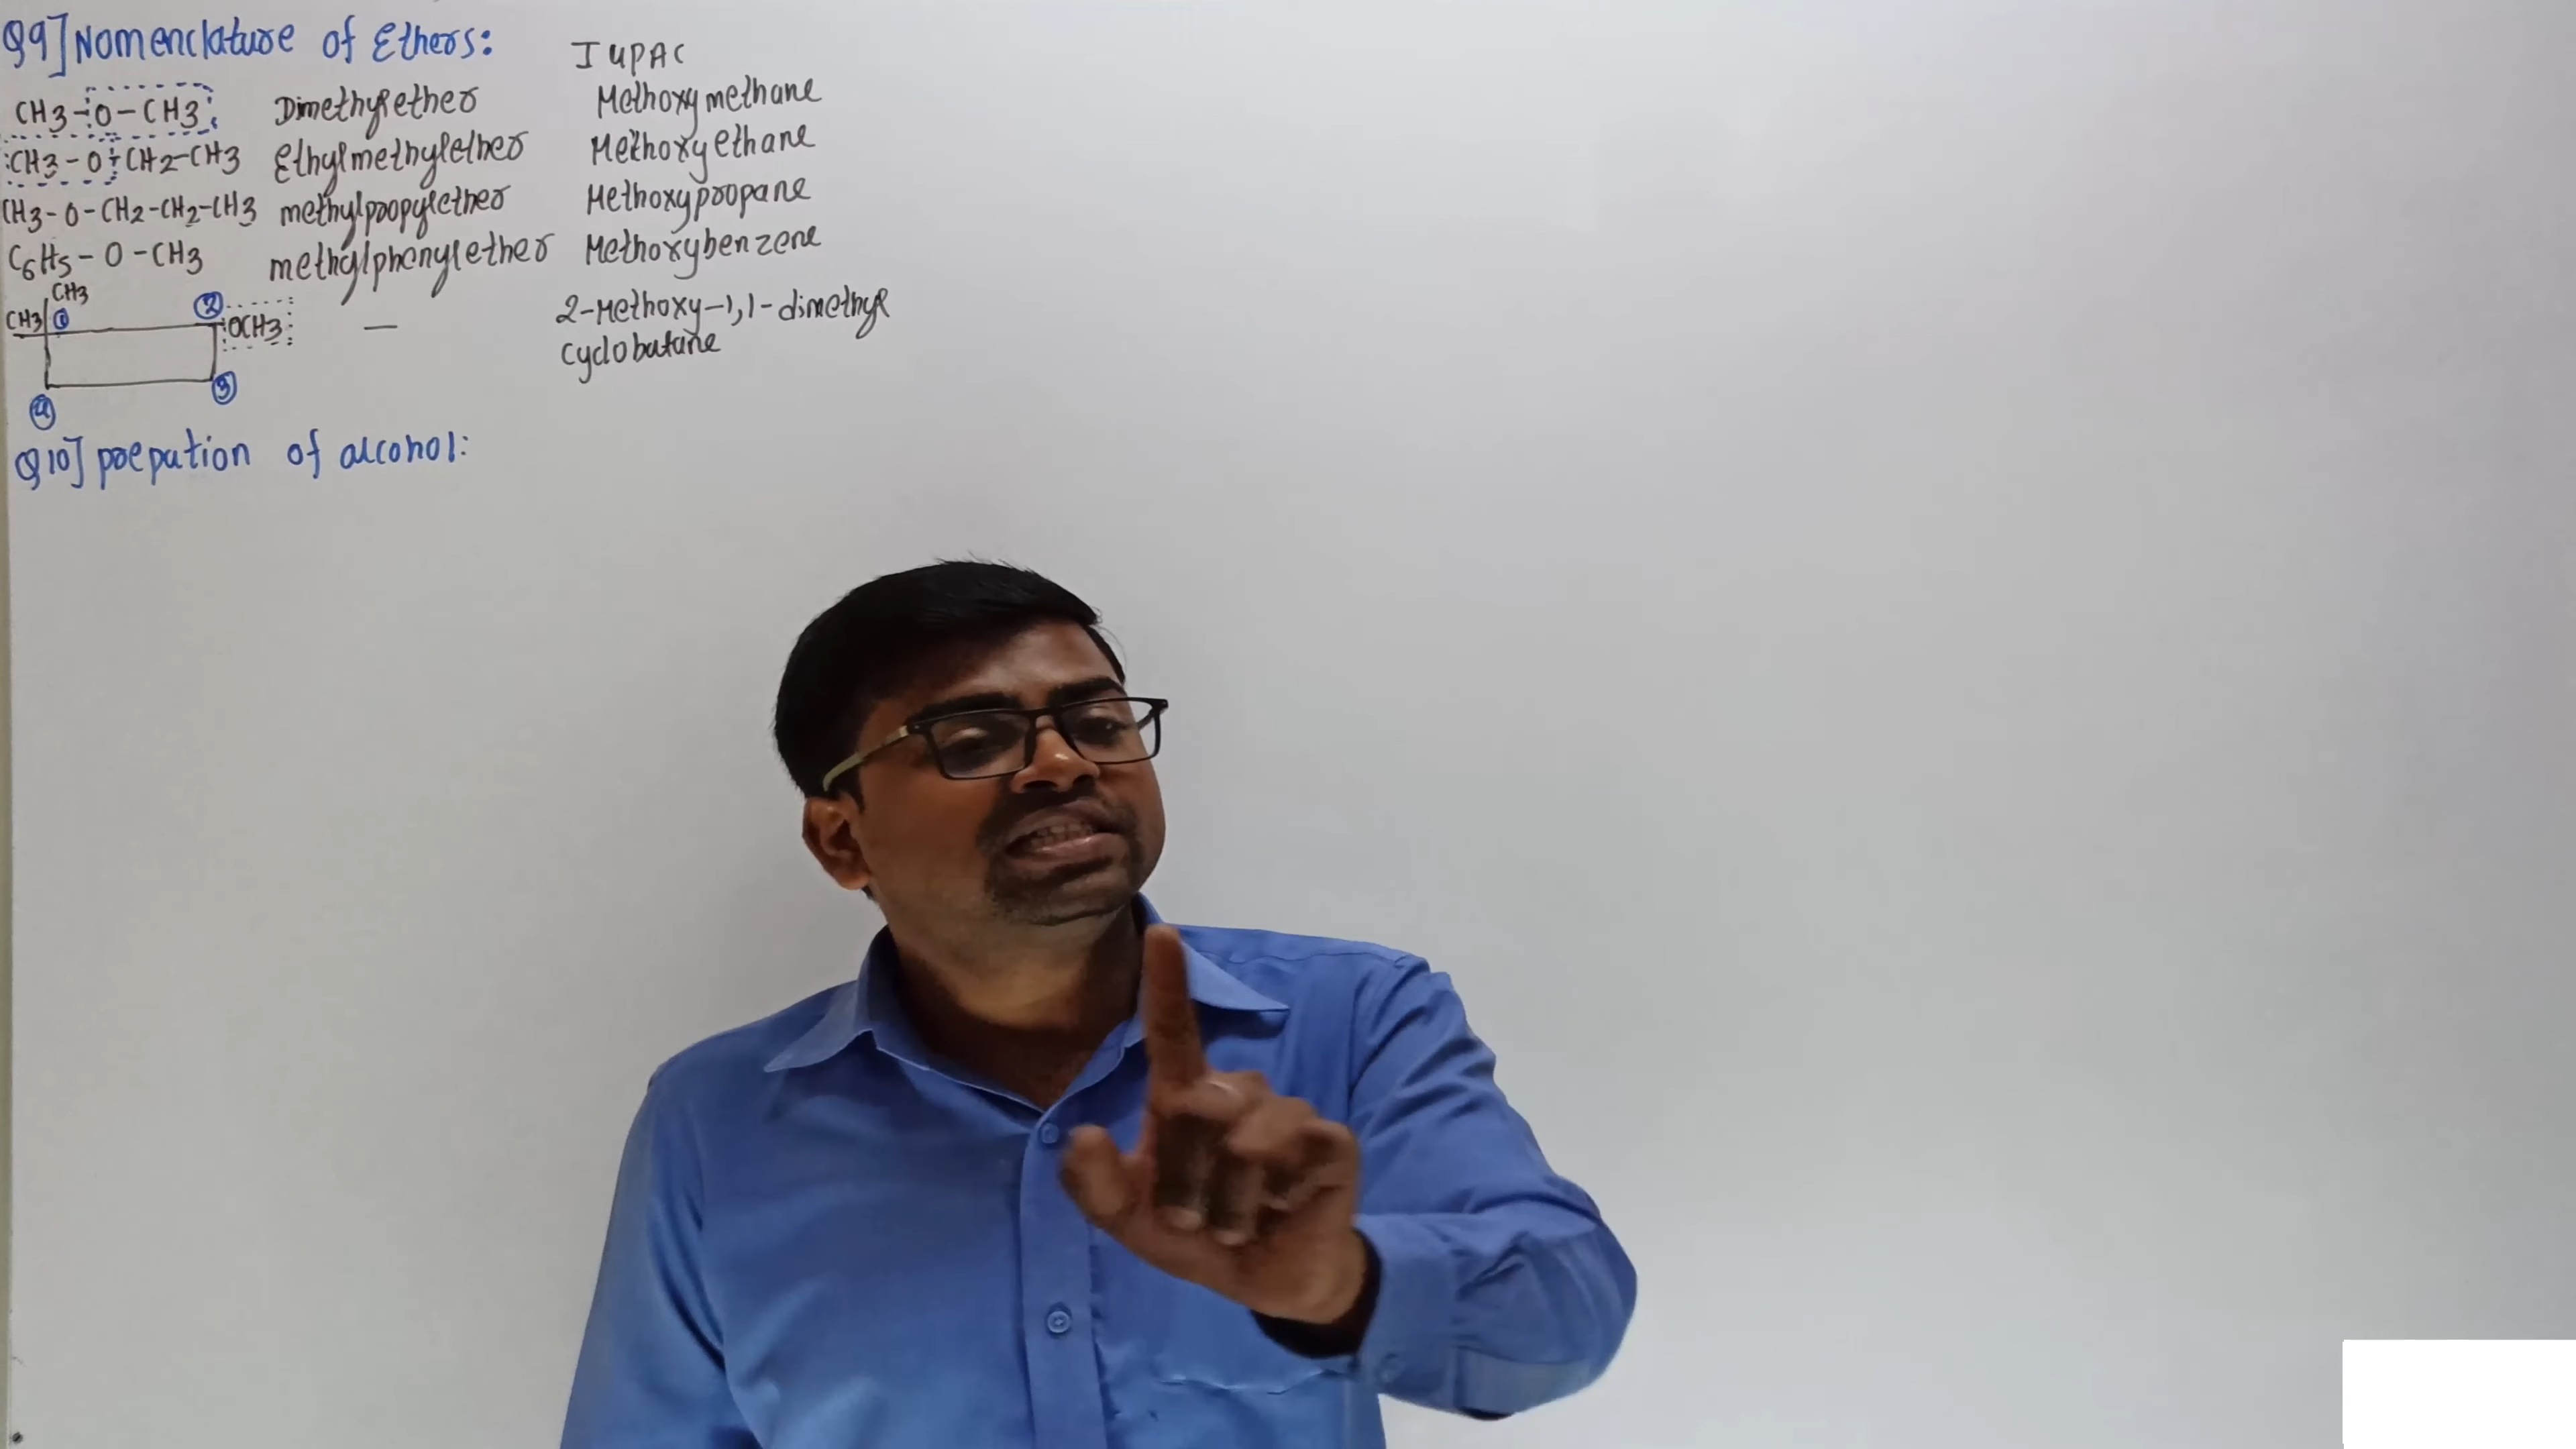 Q9] Nomenclature of Ethers:
IUPAC
CH3-O-CH3 Dimethylether Methoxymethane
CH3-O-CH2-CH3 Ethylmethylether Methoxyethane
CH3-O-CH2-CH2-CH3 methylpropylether Methoxypropane
C6H5-O-CH3 methylphenylether Methoxybenzene
CH3
CH3 ① ② OCH3 — 2-Methoxy-1,1-dimethyl
cyclobutane
④ ③
Q10] prepation of alcohol: